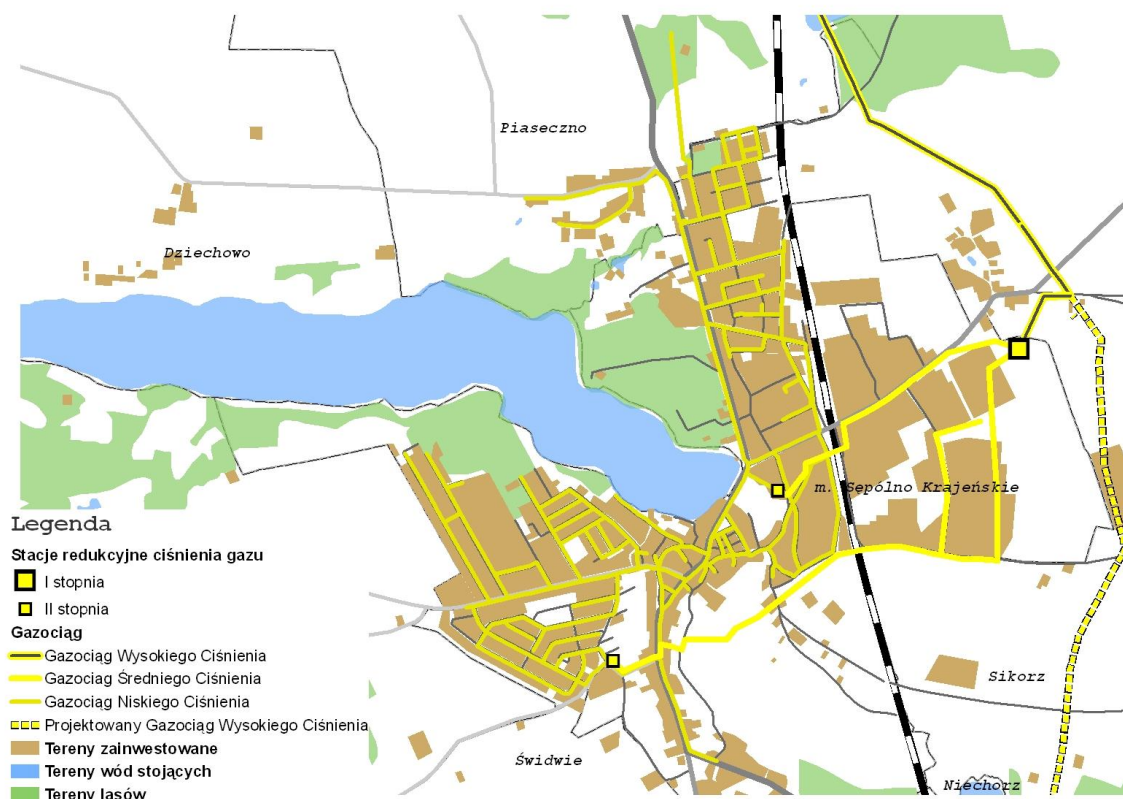 Piaseczno
Dziechowo
m. Sępólno Krajeńskie
Sikorz
Świdwie
Niechorz
Legenda
Stacje redukcyjne ciśnienia gazu
I stopnia
II stopnia
Gazociąg
Gazociąg Wysokiego Ciśnienia
Gazociąg Średniego Ciśnienia
Gazociąg Niskiego Ciśnienia
Projektowany Gazociąg Wysokiego Ciśnienia
Tereny zainwestowane
Tereny wód stojących
Tereny lasów